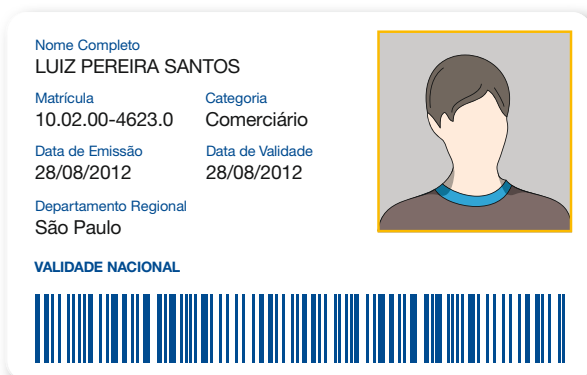 Nome Completo
LUIZ PEREIRA SANTOS
Matrícula Categoria
10.02.00-4623.0 Comerciário
Data de Emissão Data de Validade
28/08/2012 28/08/2012
Departamento Regional
São Paulo
VALIDADE NACIONAL